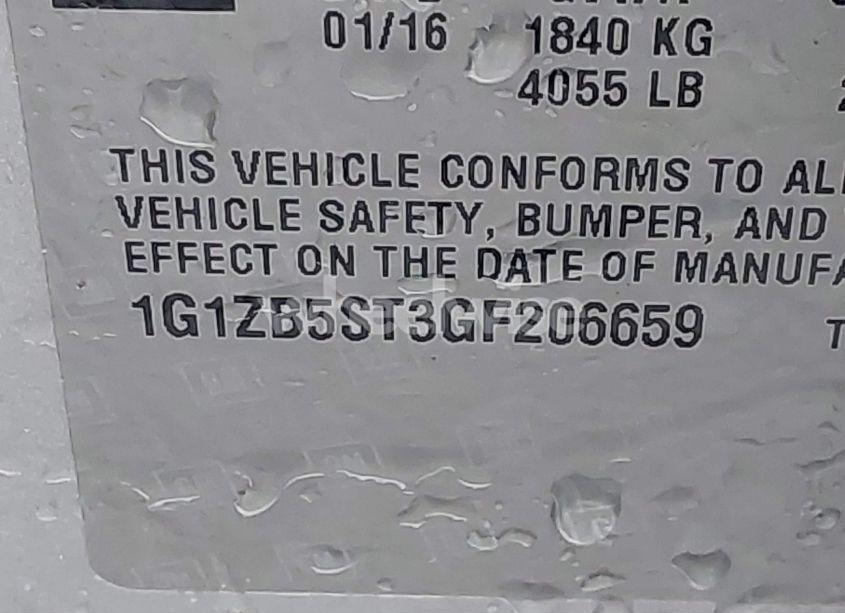 01/16 1840 KG
4055 LB
THIS VEHICLE CONFORMS TO
VEHICLE SAFETY, BUMPER, AND
EFFECT ON THE DATE OF
1G1ZB5ST3GF206659